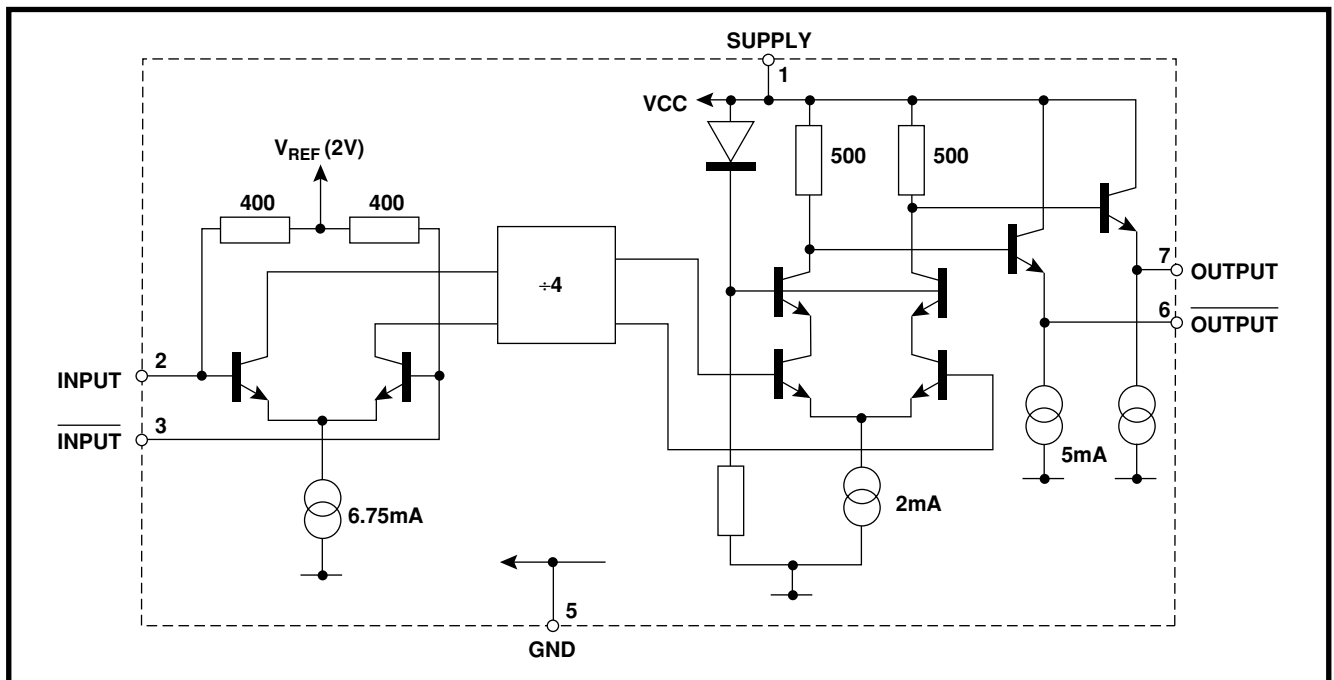 SUPPLY
1
VCC
V_REF (2V)
400 400
500 500
÷4
7
OUTPUT
6
OUTPUT
2
INPUT
3
INPUT
5mA
6.75mA
2mA
5
GND